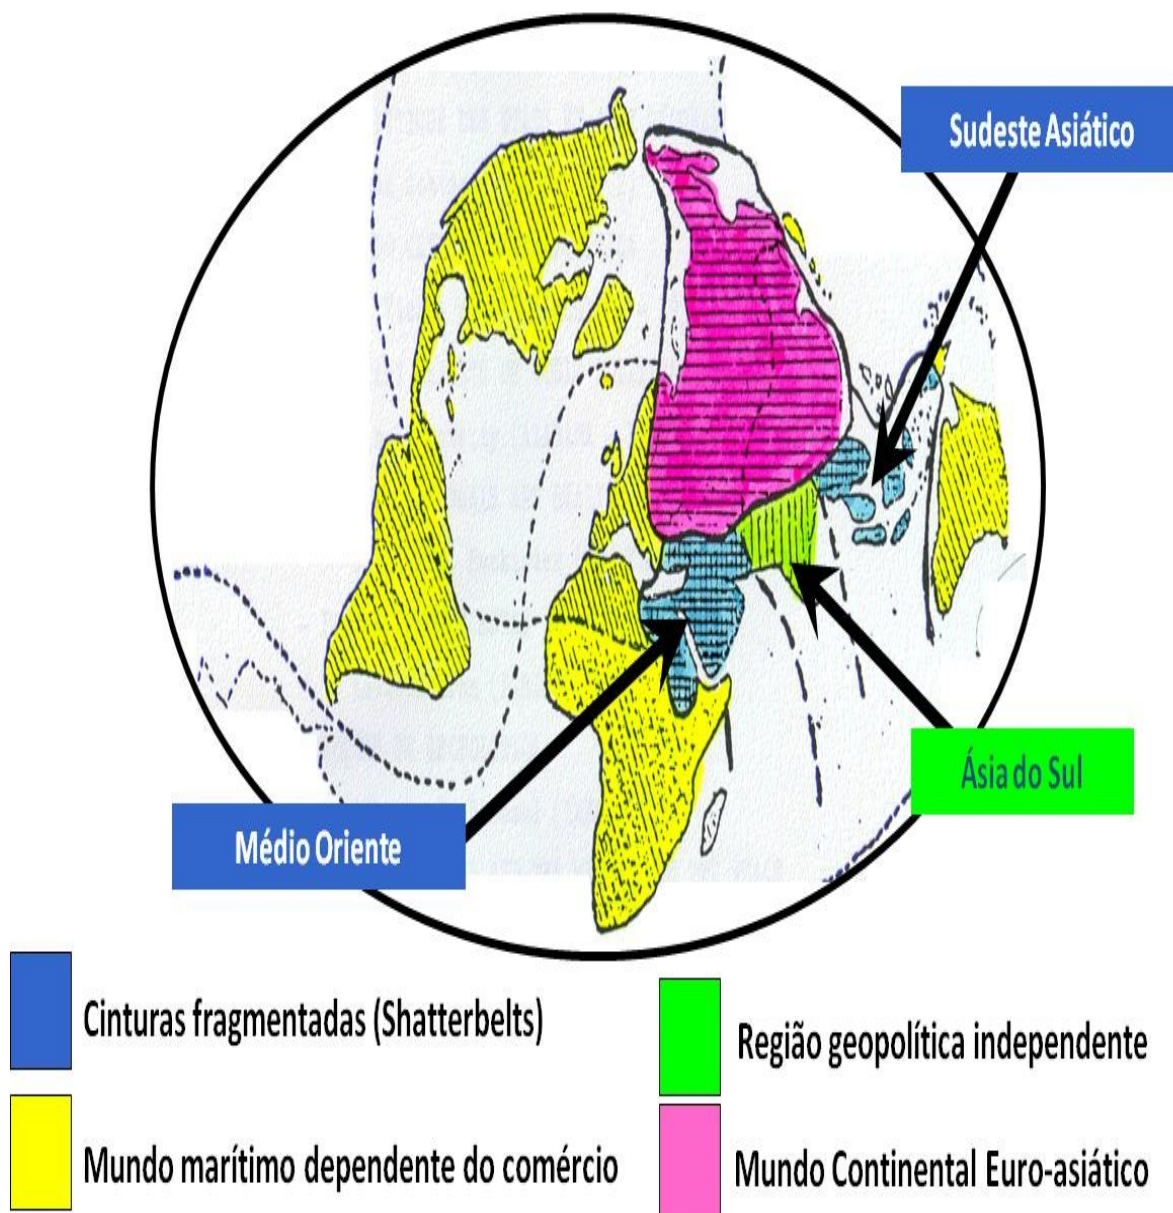 Sudeste Asiático
Ásia do Sul
Médio Oriente
Cinturas fragmentadas (Shatterbelts)
Região geopolítica independente
Mundo marítimo dependente do comércio
Mundo Continental Euro-asiático